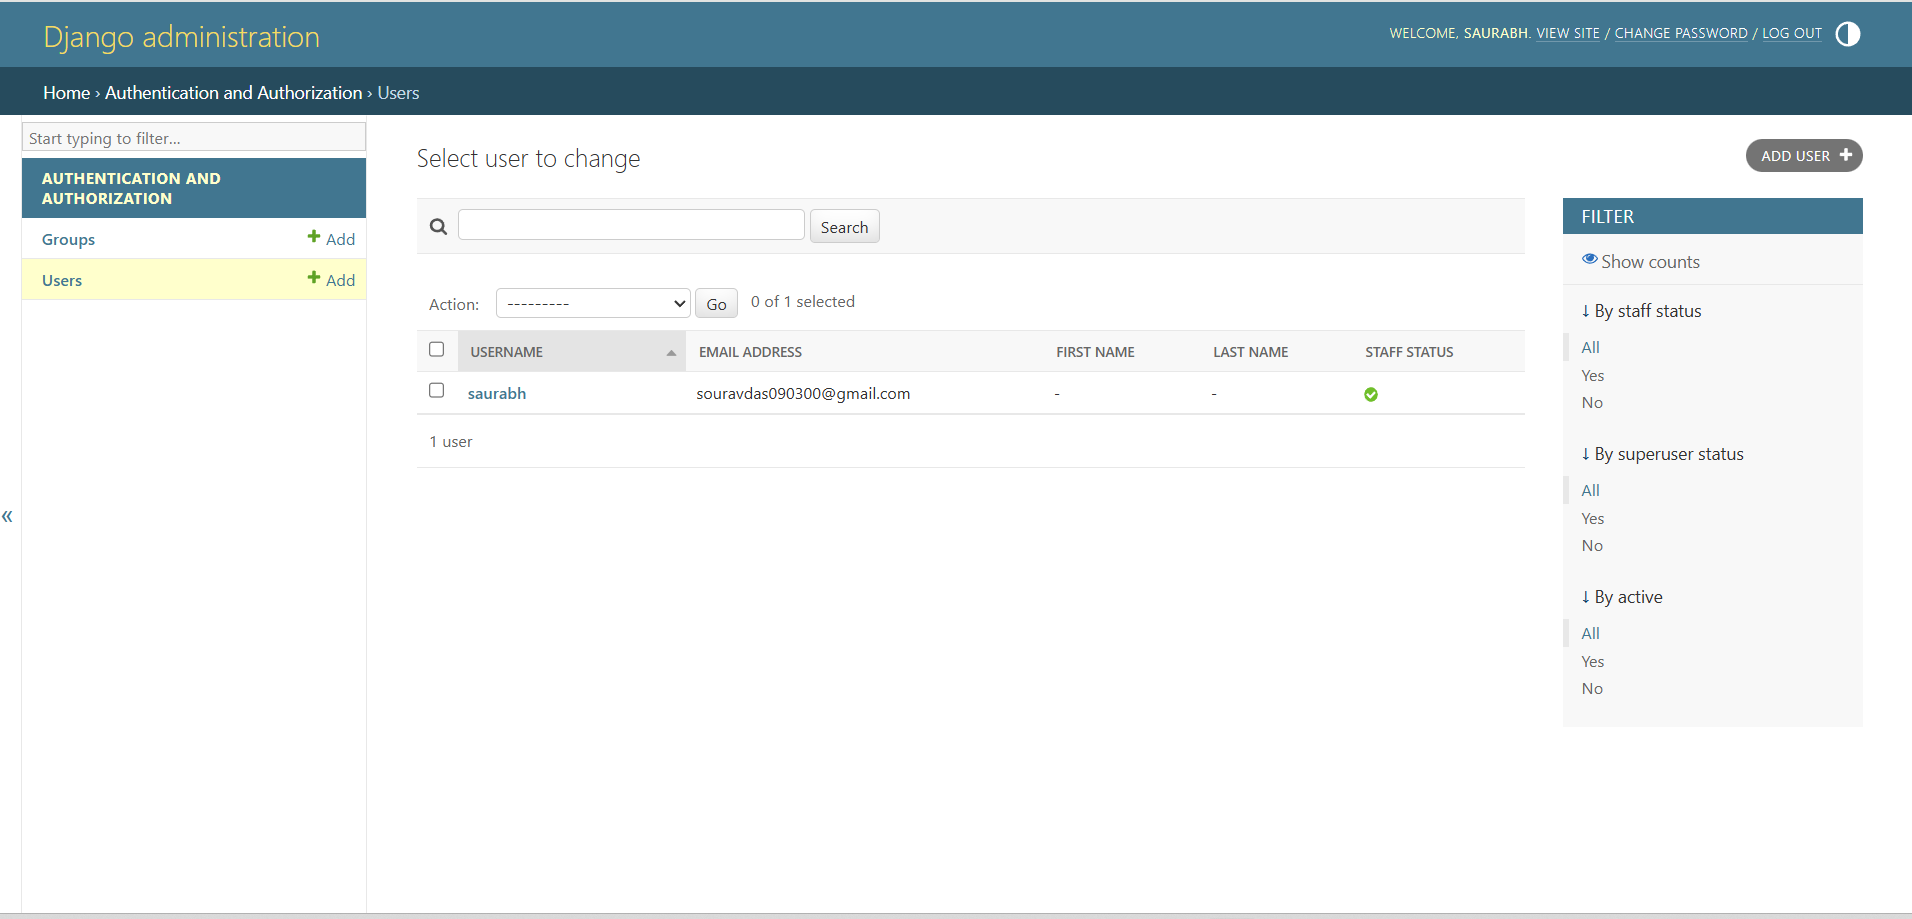 Django administration
WELCOME, SAURABH. VIEW SITE / CHANGE PASSWORD / LOG OUT
Home › Authentication and Authorization › Users
Start typing to filter...
AUTHENTICATION AND
AUTHORIZATION
Groups
Add
Users
Add
«
Select user to change
ADD USER
Search
Action:
---------
Go
0 of 1 selected
USERNAME EMAIL ADDRESS FIRST NAME LAST NAME STAFF STATUS
saurabh souravdas090300@gmail.com - -
1 user
FILTER
Show counts
↓ By staff status
All
Yes
No
↓ By superuser status
All
Yes
No
↓ By active
All
Yes
No